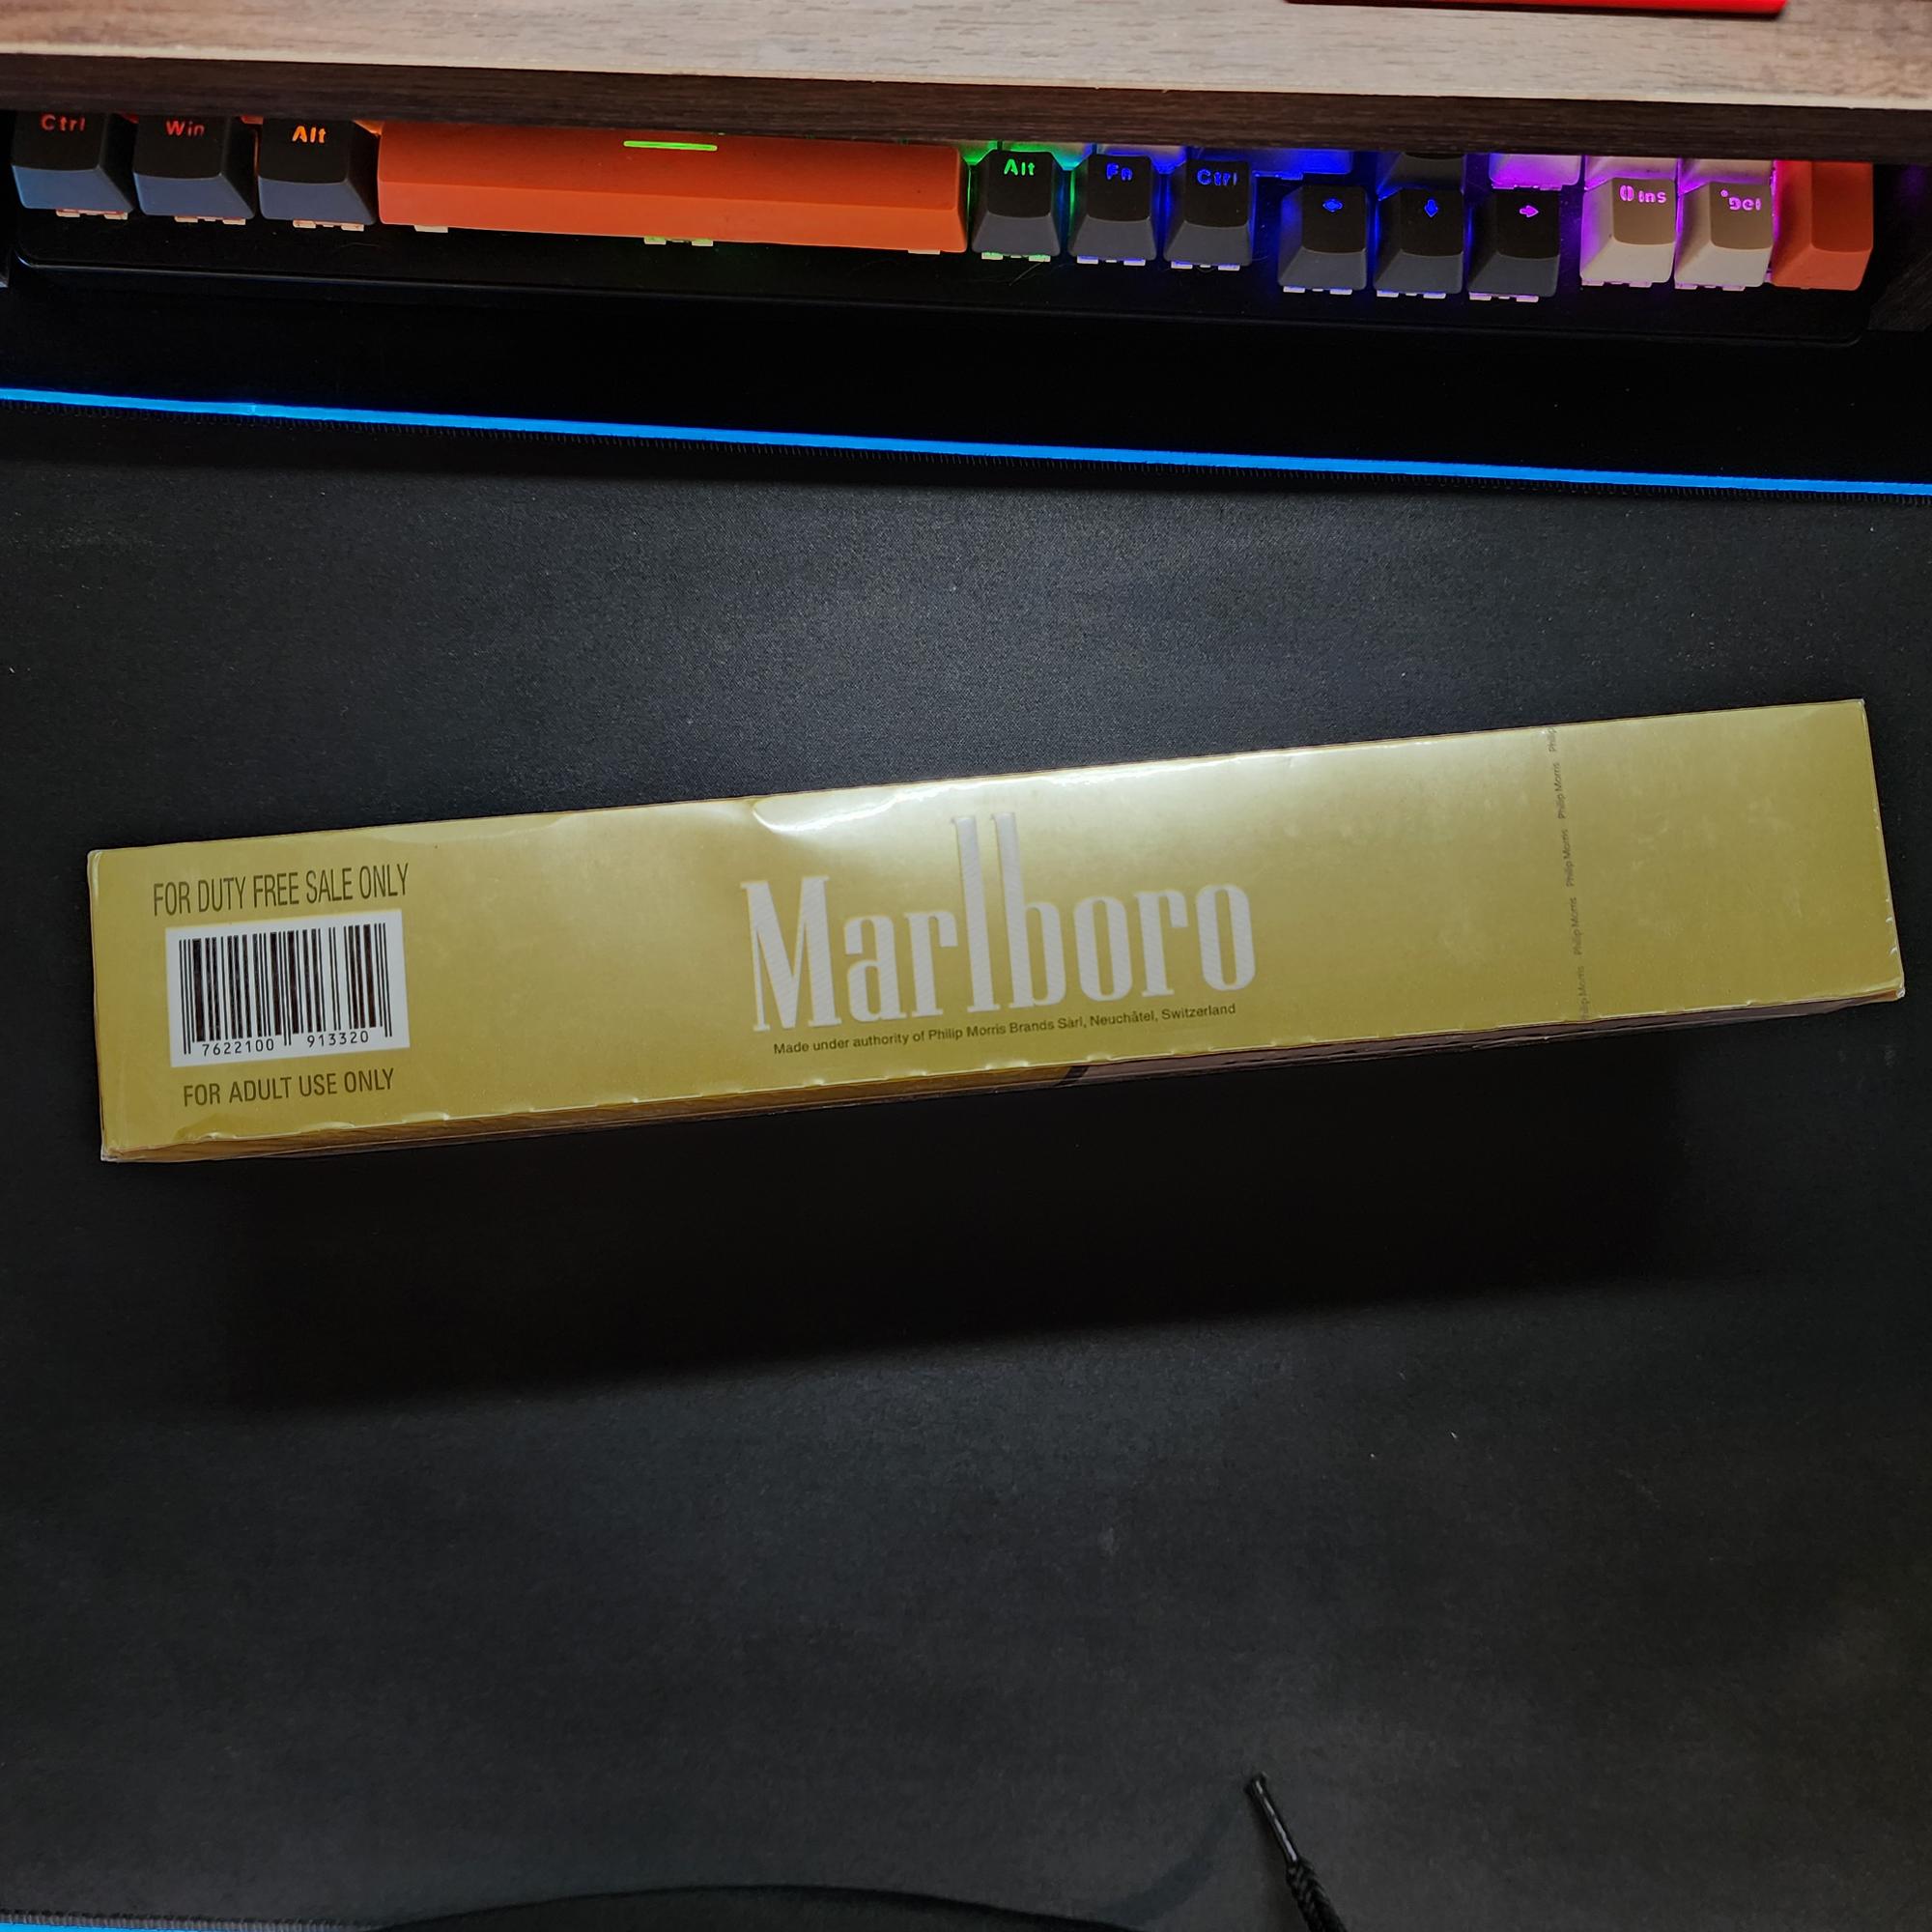 Ctrl Win Alt Alt Fn Ctrl
0 Ins Del
FOR DUTY FREE SALE ONLY
7622100 913320
FOR ADULT USE ONLY
Marlboro
Made under authority of Philip Morris Brands Sàrl, Neuchâtel, Switzerland
Philip Morris Philip Morris Philip Morris Philip Morris Philip